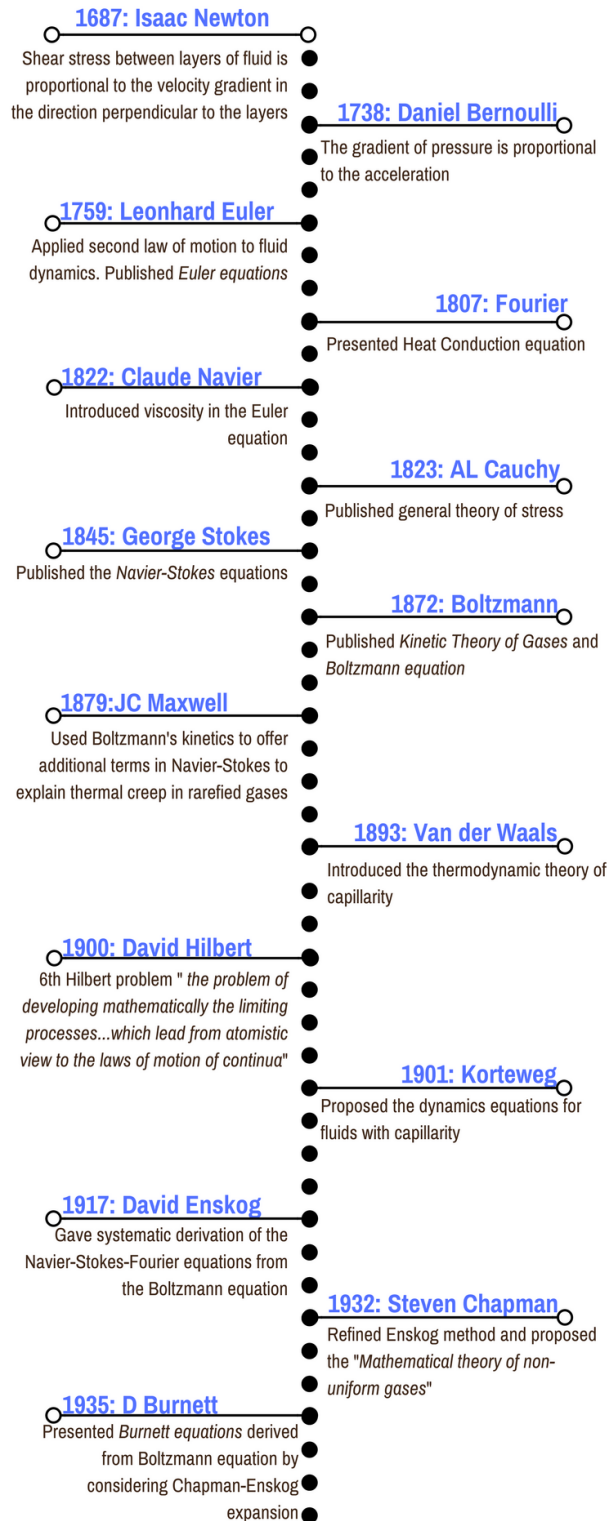 1687: Isaac Newton
Shear stress between layers of fluid is
proportional to the velocity gradient in
the direction perpendicular to the layers
1738: Daniel Bernoulli
The gradient of pressure is proportional
to the acceleration
1759: Leonhard Euler
Applied second law of motion to fluid
dynamics. Published Euler equations
1807: Fourier
Presented Heat Conduction equation
1822: Claude Navier
Introduced viscosity in the Euler
equation
1823: AL Cauchy
Published general theory of stress
1845: George Stokes
Published the Navier-Stokes equations
1872: Boltzmann
Published Kinetic Theory of Gases and
Boltzmann equation
1879:JC Maxwell
Used Boltzmann's kinetics to offer
additional terms in Navier-Stokes to
explain thermal creep in rarefied gases
1893: Van der Waals
Introduced the thermodynamic theory of
capillarity
1900: David Hilbert
6th Hilbert problem " the problem of
developing mathematically the limiting
processes...which lead from atomistic
view to the laws of motion of continua"
1901: Korteweg
Proposed the dynamics equations for
fluids with capillarity
1917: David Enskog
Gave systematic derivation of the
Navier-Stokes-Fourier equations from
the Boltzmann equation
1932: Steven Chapman
Refined Enskog method and proposed
the "Mathematical theory of non-
uniform gases"
1935: D Burnett
Presented Burnett equations derived
from Boltzmann equation by
considering Chapman-Enskog
expansion